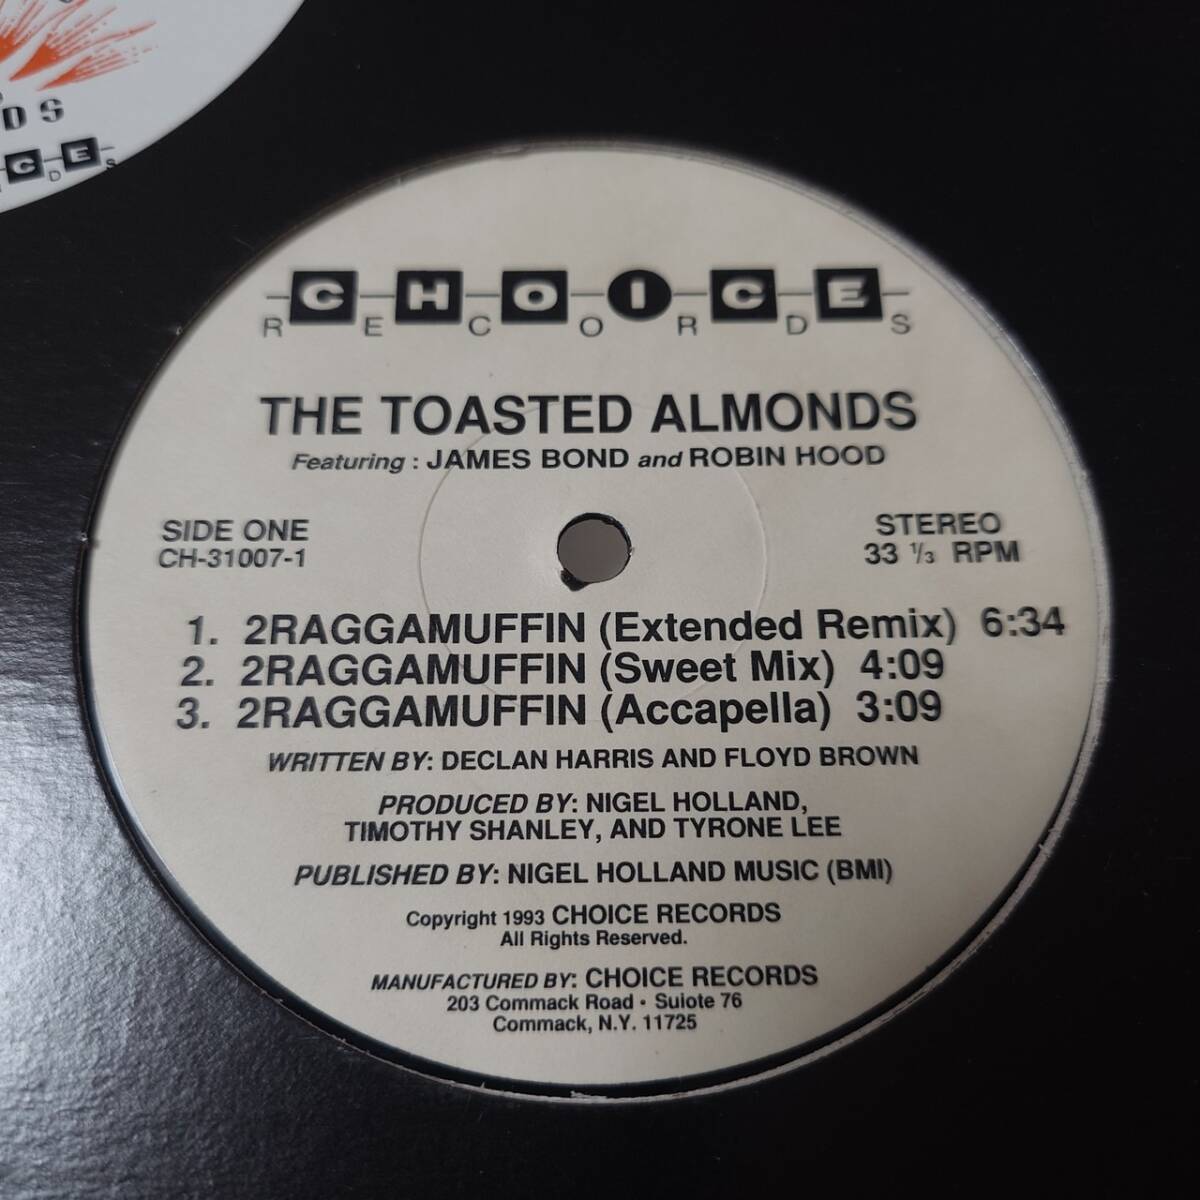 DS
CE
DS
CHOICE
RECORDS
THE TOASTED ALMONDS
Featuring : JAMES BOND and ROBIN HOOD
SIDE ONE
CH-31007-1
STEREO
33 ⅓ RPM
1. 2RAGGAMUFFIN (Extended Remix) 6:34
2. 2RAGGAMUFFIN (Sweet Mix) 4:09
3. 2RAGGAMUFFIN (Accapella) 3:09
WRITTEN BY: DECLAN HARRIS AND FLOYD BROWN
PRODUCED BY: NIGEL HOLLAND,
TIMOTHY SHANLEY, AND TYRONE LEE
PUBLISHED BY: NIGEL HOLLAND MUSIC (BMI)
Copyright 1993 CHOICE RECORDS
All Rights Reserved.
MANUFACTURED BY: CHOICE RECORDS
203 Commack Road • Suiote 76
Commack, N.Y. 11725